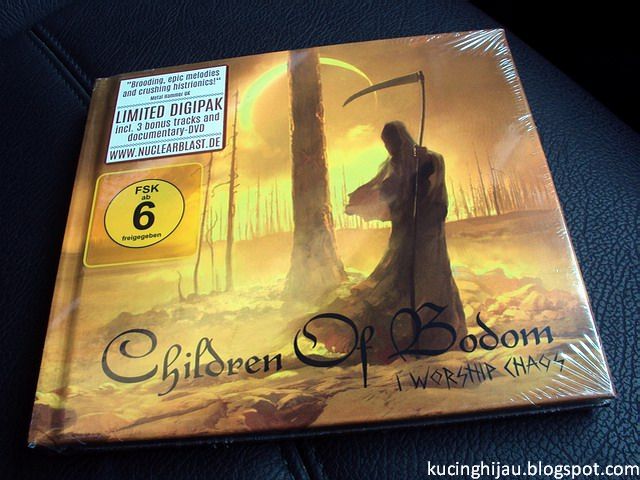 "Brooding, epic melodies
and crushing histrionics!"
Metal Hammer UK
LIMITED DIGIPAK
incl. 3 bonus tracks and
documentary-DVD
WWW.NUCLEARBLAST.DE
FSK
ab
6
freigegeben
Children Of Bodom
I WORSHIP CHAOS
kucinghijau.blogspot.com